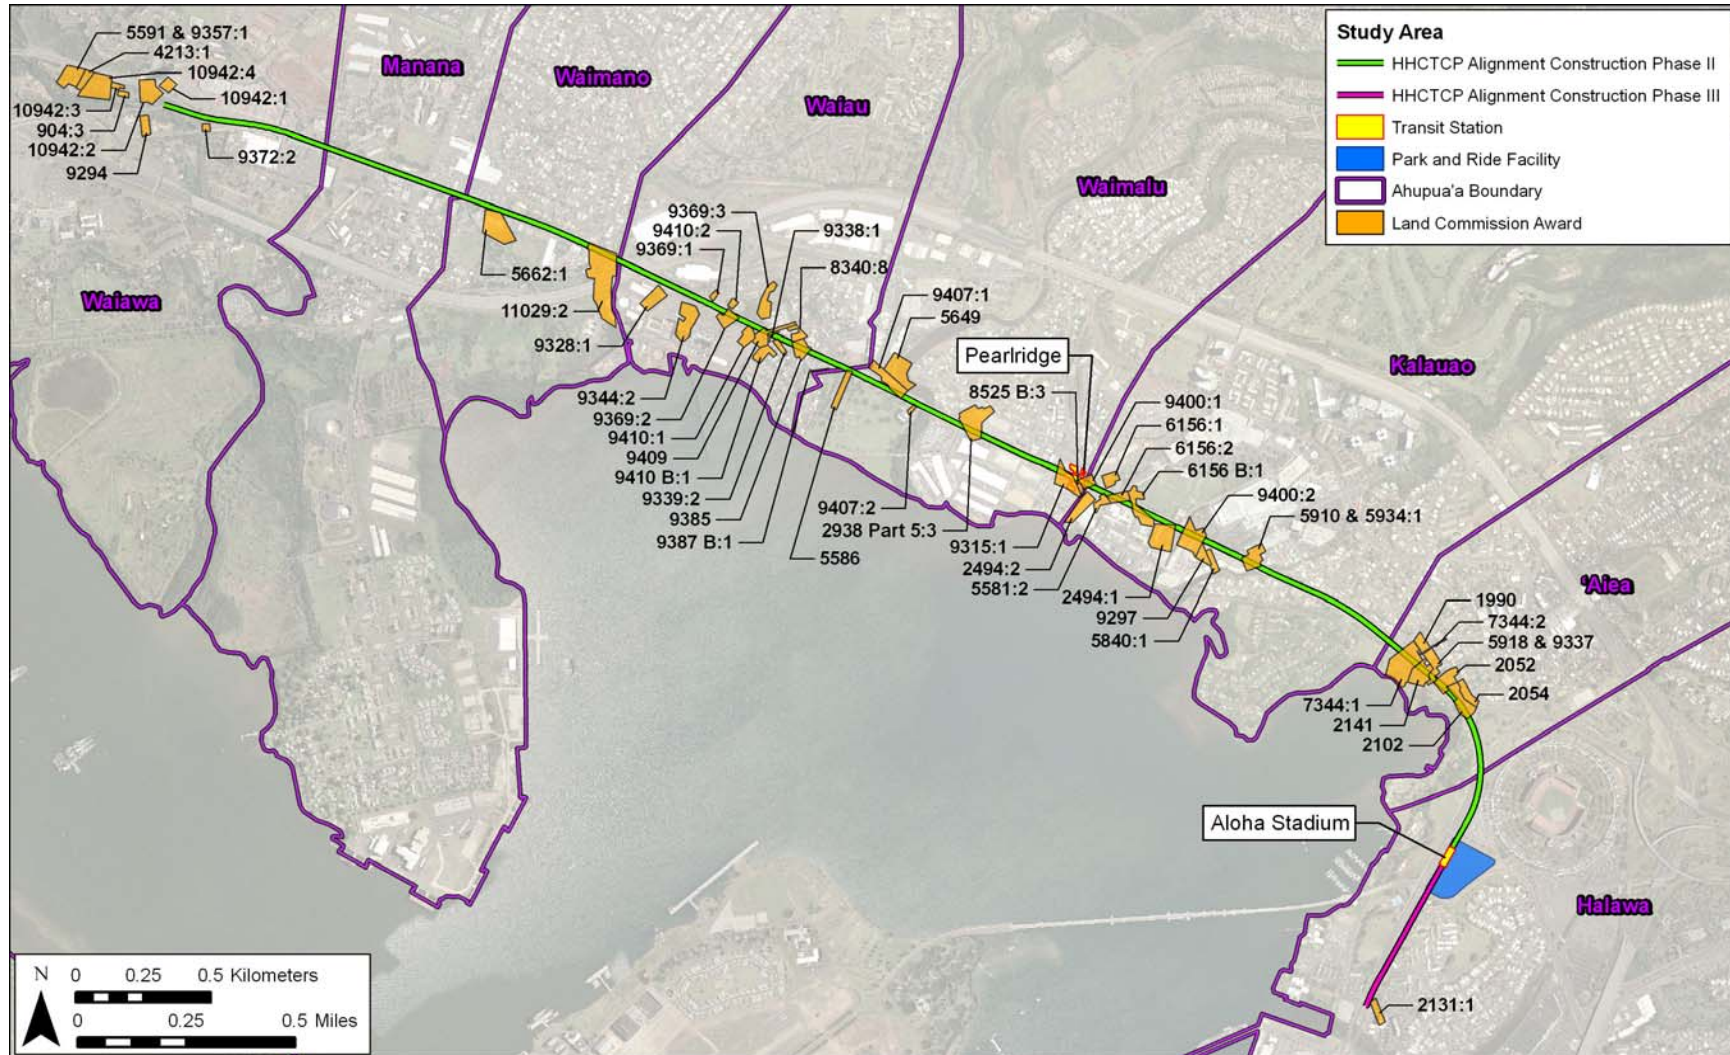 5591 & 9357:1
4213:1
10942:4
10942:3
10942:1
904:3
10942:2
9294
9372:2
Manana
Waimano
Waiau
Waimalu
Kalauao
'Aiea
Halawa
Waiawa
Study Area
HHCTCP Alignment Construction Phase II
HHCTCP Alignment Construction Phase III
Transit Station
Park and Ride Facility
Ahupua'a Boundary
Land Commission Award
9369:3
9410:2
9369:1
9338:1
8340:8
5662:1
11029:2
9328:1
9344:2
9369:2
9410:1
9409
9410 B:1
9339:2
9385
9387 B:1
5586
9407:1
5649
Pearlridge
8525 B:3
9400:1
6156:1
6156:2
6156 B:1
9400:2
5910 & 5934:1
9407:2
2938 Part 5:3
9315:1
2494:2
5581:2
2494:1
9297
5840:1
1990
7344:2
5918 & 9337
2052
2054
7344:1
2141
2102
Aloha Stadium
2131:1
N
0 0.25 0.5 Kilometers
0 0.25 0.5 Miles